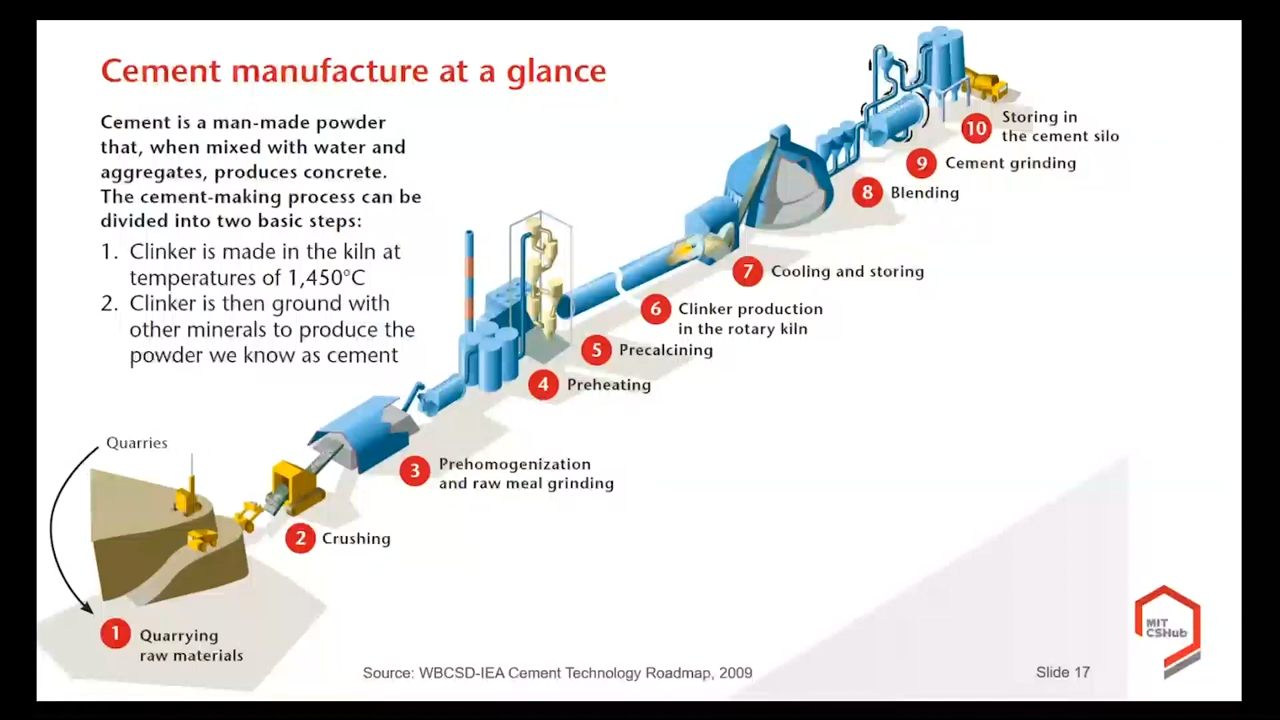 Cement manufacture at a glance
Cement is a man-made powder
that, when mixed with water and
aggregates, produces concrete.
The cement-making process can be
divided into two basic steps:
1. Clinker is made in the kiln at
temperatures of 1,450°C
2. Clinker is then ground with
other minerals to produce the
powder we know as cement
Quarries
1 Quarrying
raw materials
2 Crushing
3 Prehomogenization
and raw meal grinding
4 Preheating
5 Precalcining
6 Clinker production
in the rotary kiln
7 Cooling and storing
8 Blending
9 Cement grinding
10 Storing in
the cement silo
MIT
CSHub
Source: WBCSD-IEA Cement Technology Roadmap, 2009
Slide 17